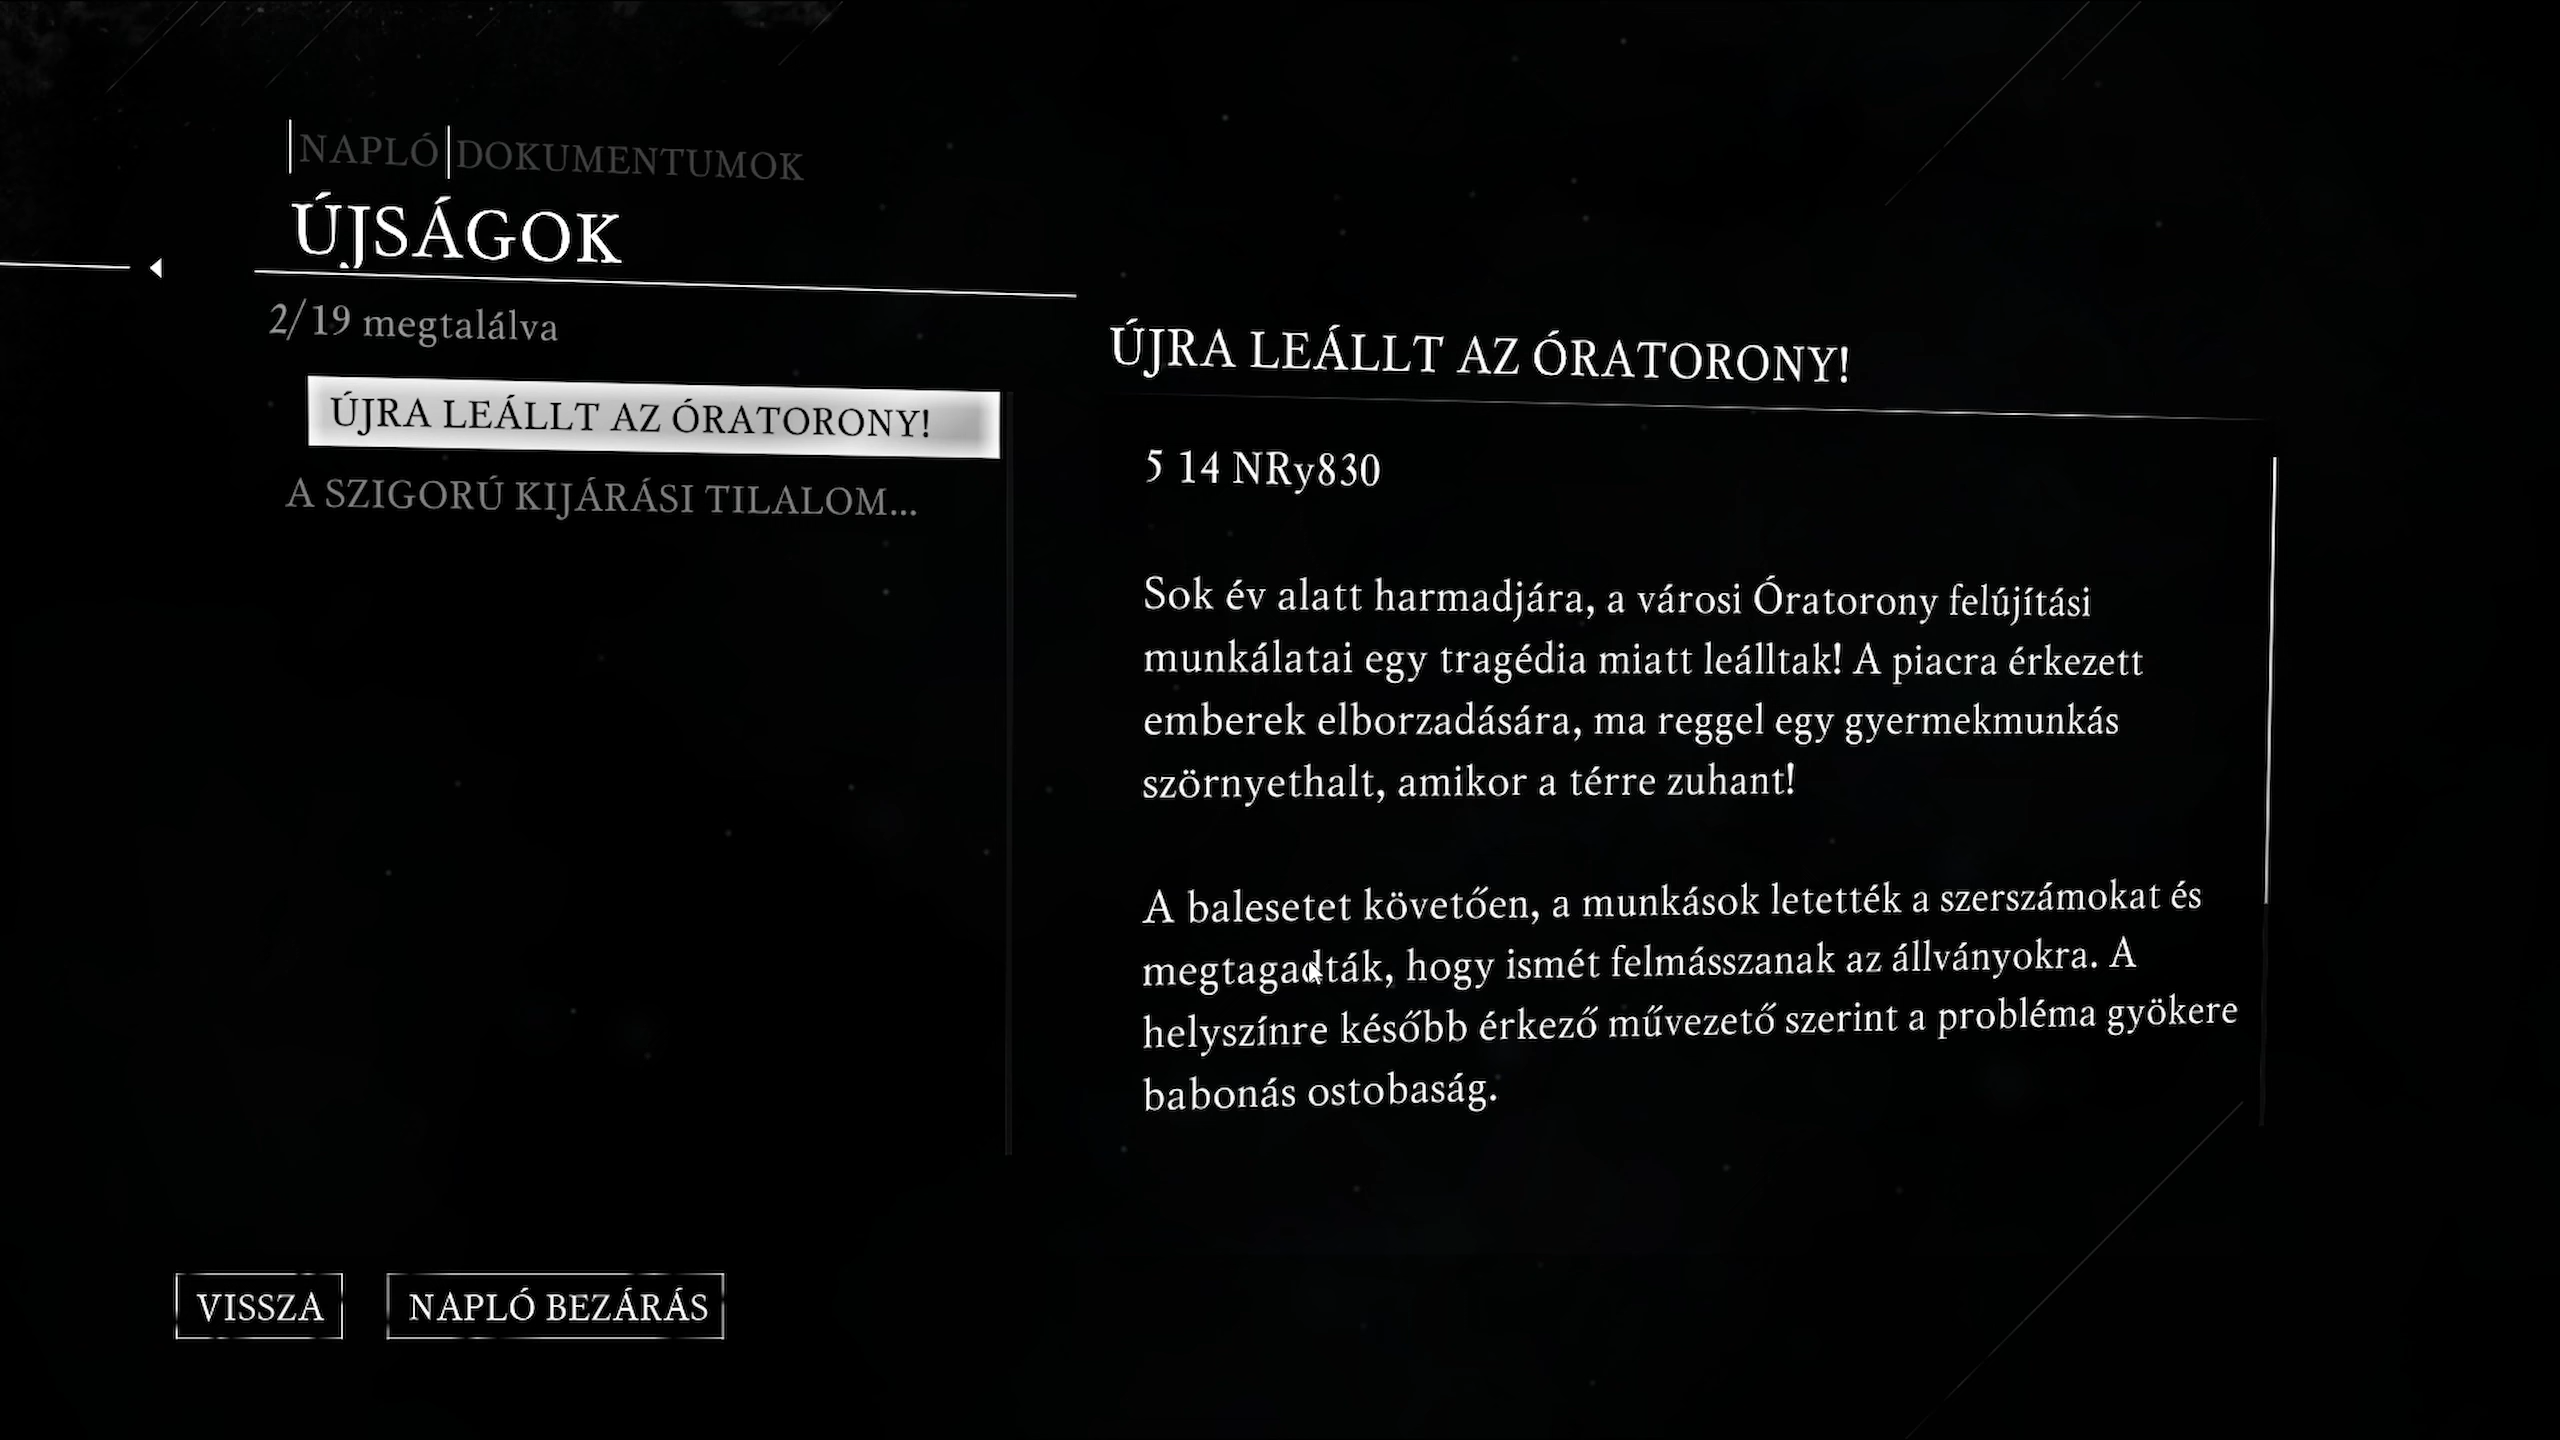 NAPLÓ DOKUMENTUMOK
ÚJSÁGOK
2/19 megtalálva
ÚJRA LEÁLLT AZ ÓRATORONY!
A SZIGORÚ KIJÁRÁSI TILALOM...
ÚJRA LEÁLLT AZ ÓRATORONY!
5 14 NRy830
Sok év alatt harmadjára, a városi Óratorony felújítási
munkálatai egy tragédia miatt leálltak! A piacra érkezett
emberek elborzadására, ma reggel egy gyermekmunkás
szörnyethalt, amikor a térre zuhant!
A balesetet követően, a munkások letették a szerszámokat és
megtagadták, hogy ismét felmásszanak az állványokra. A
helyszínre később érkező művezető szerint a probléma gyökere
babonás ostobaság.
VISSZA
NAPLÓ BEZÁRÁS